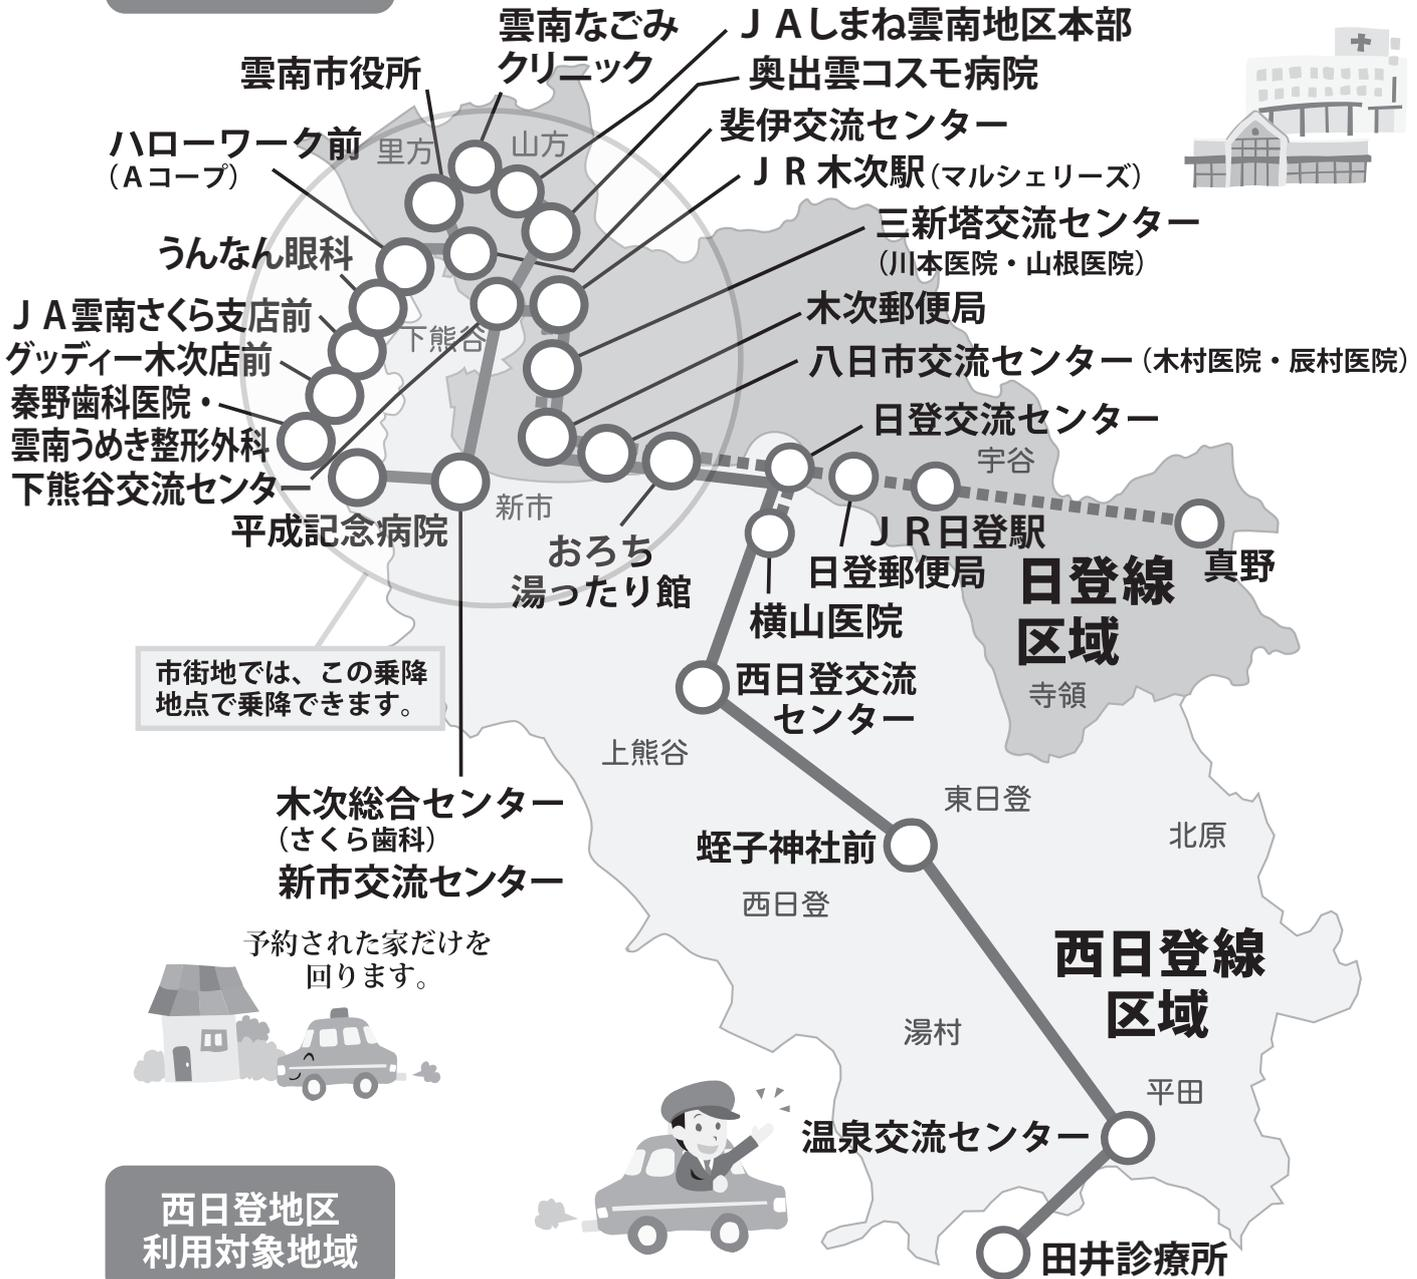 雲南なごみ
クリニック
ＪＡしまね雲南地区本部
雲南市役所
奥出雲コスモ病院
ハローワーク前
（Ａコープ）
里方
山方
斐伊交流センター
ＪＲ木次駅（マルシェリーズ）
三新塔交流センター
（川本医院・山根医院）
うんなん眼科
ＪＡ雲南さくら支店前
下熊谷
木次郵便局
グッディー木次店前
八日市交流センター（木村医院・辰村医院）
秦野歯科医院・
雲南うめき整形外科
日登交流センター
宇谷
下熊谷交流センター
新市
平成記念病院
おろち
湯ったり館
ＪＲ日登駅
日登郵便局
真野
日登線
区域
横山医院
市街地では、この乗降
地点で乗降できます。
西日登交流
センター
寺領
上熊谷
木次総合センター
（さくら歯科）
新市交流センター
東日登
北原
蛭子神社前
西日登
予約された家だけを
回ります。
西日登線
区域
湯村
平田
温泉交流センター
西日登地区
利用対象地域
田井診療所